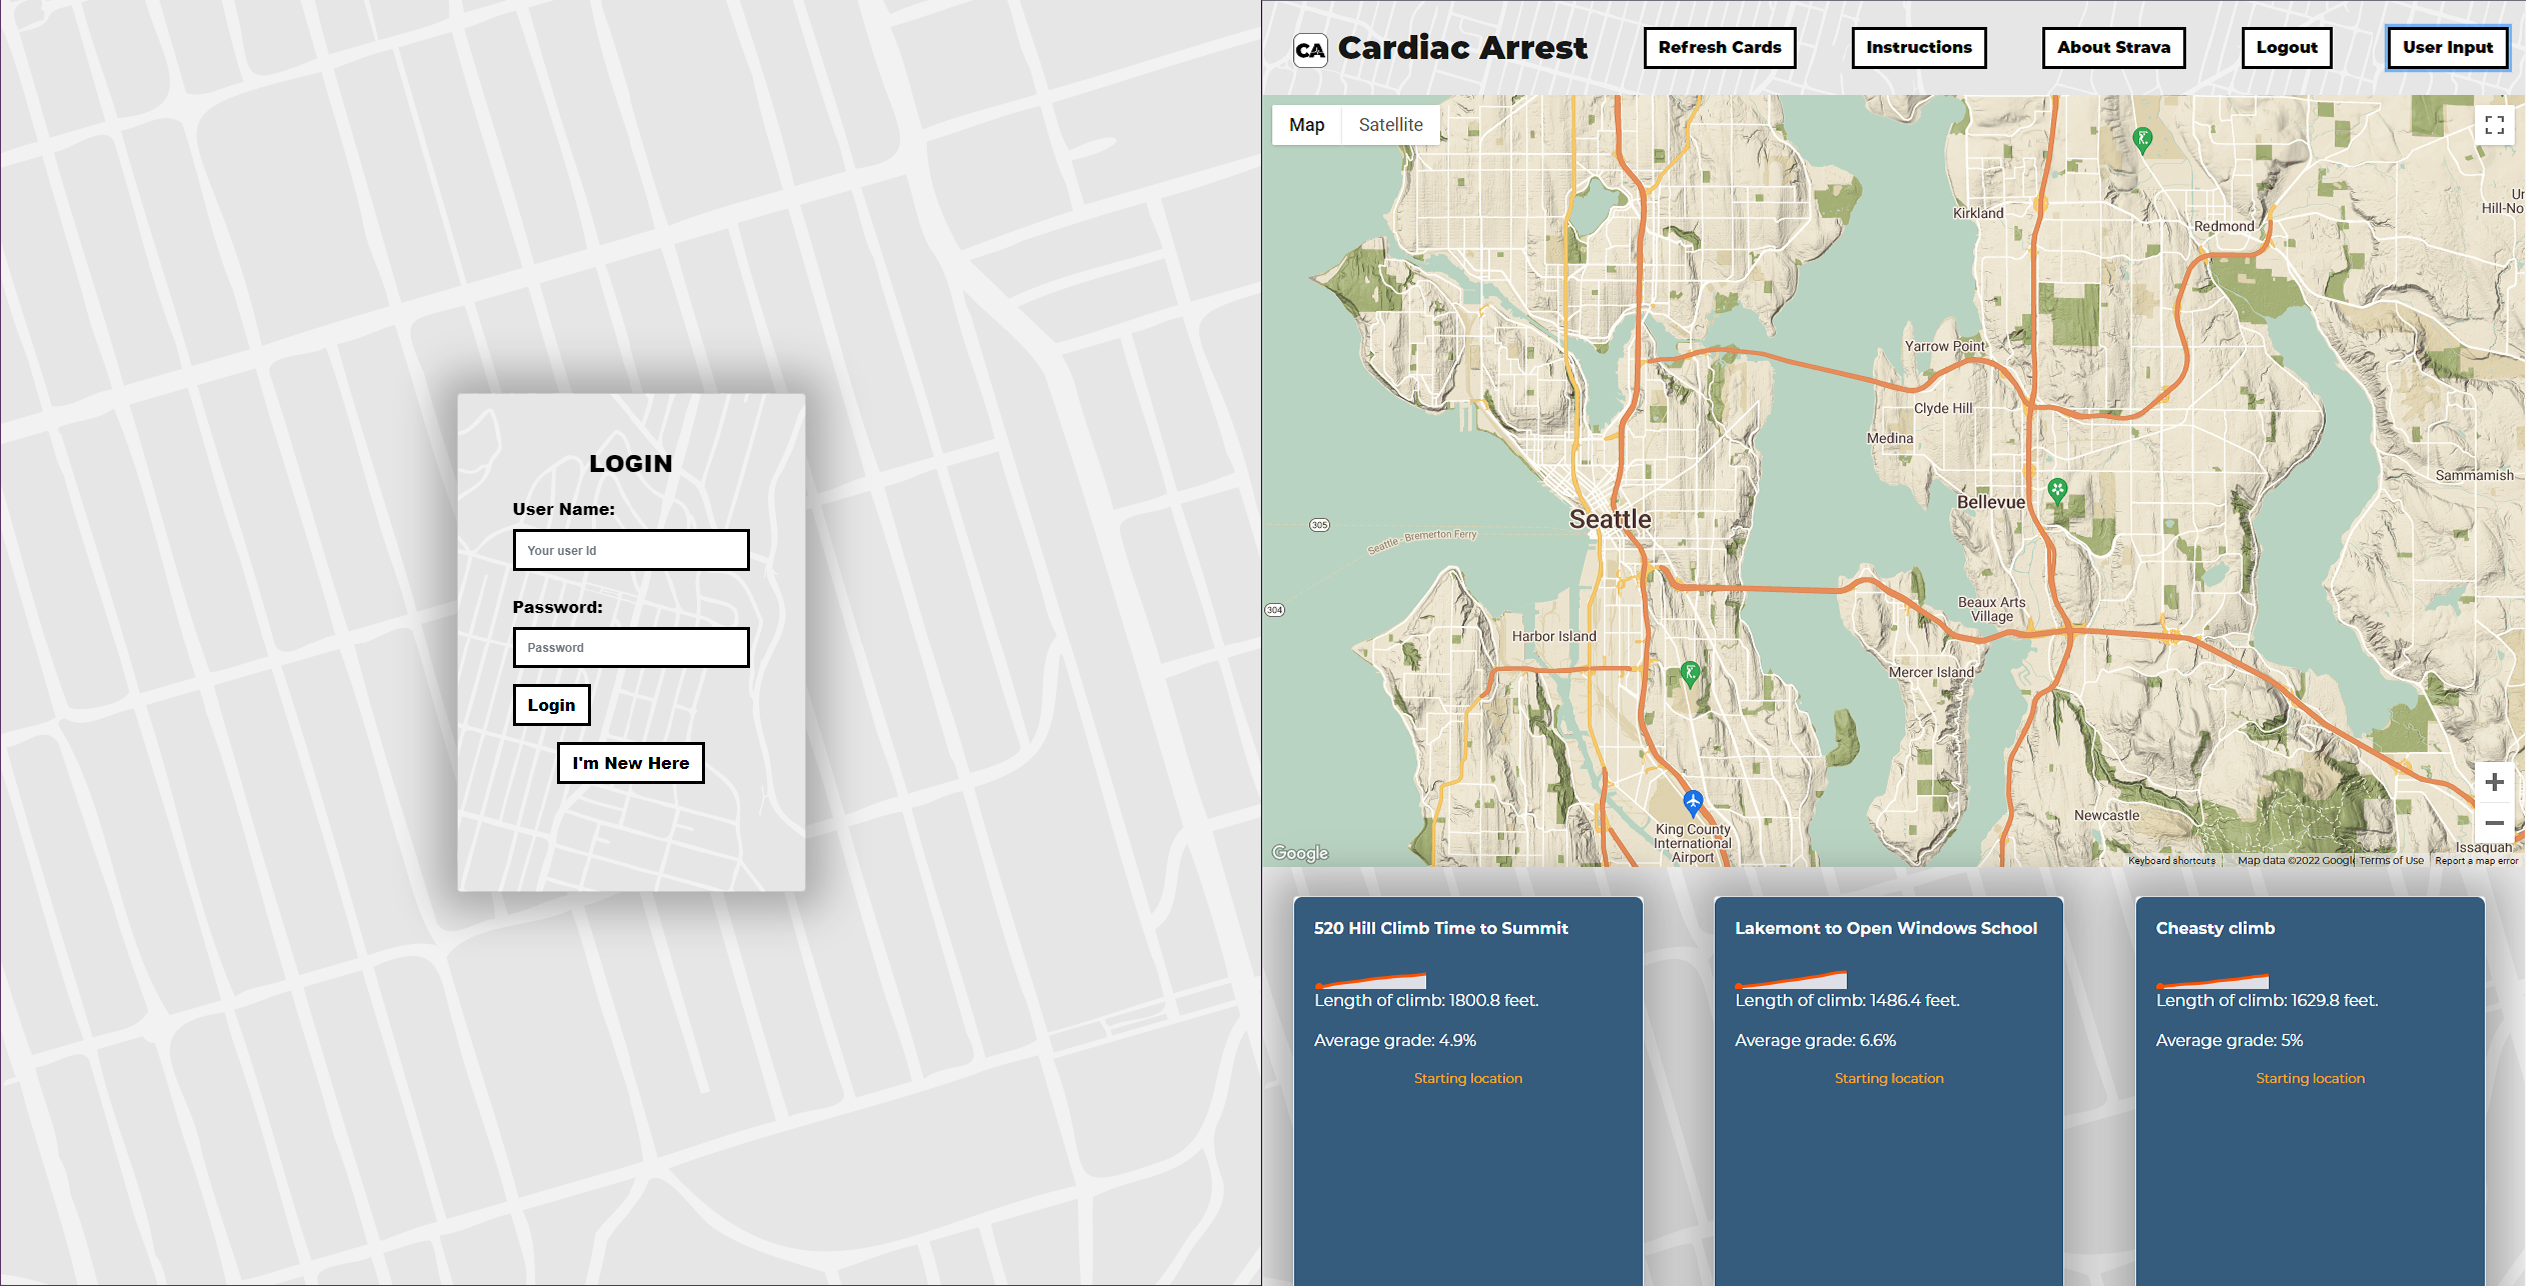 LOGIN
User Name:
Your user Id
Password:
Password
Login
I'm New Here
CA Cardiac Arrest
Refresh Cards
Instructions
About Strava
Logout
User Input
Map
Satellite
Kirkland
Redmond
Hill-No
Yarrow Point
Clyde Hill
Medina
Sammamish
Bellevue
Seattle
305
Seattle - Bremerton Ferry
304
Beaux Arts
Village
Harbor Island
Mercer Island
Newcastle
King County
International
Airport
Issaquah
Google
Keyboard shortcuts
Map data ©2022 Google
Terms of Use
Report a map error
520 Hill Climb Time to Summit
Length of climb: 1800.8 feet.
Average grade: 4.9%
Starting location
Lakemont to Open Windows School
Length of climb: 1486.4 feet.
Average grade: 6.6%
Starting location
Cheasty climb
Length of climb: 1629.8 feet.
Average grade: 5%
Starting location